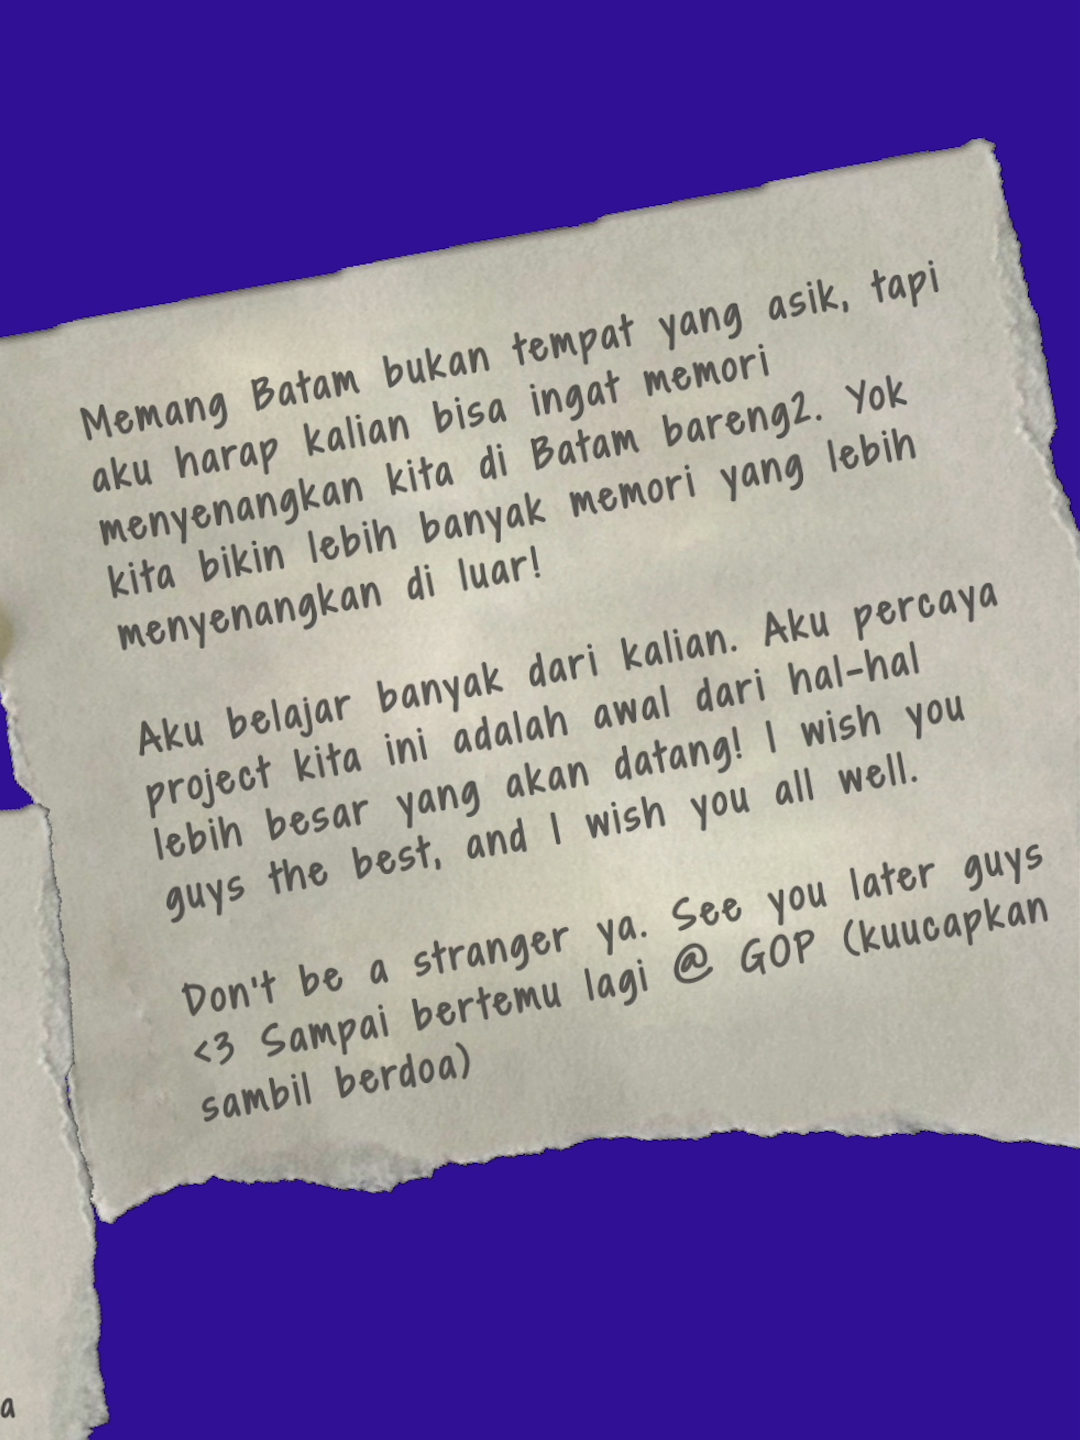 Memang Batam bukan tempat yang asik, tapi
aku harap kalian bisa ingat memori
menyenangkan kita di Batam bareng2. Yok
kita bikin lebih banyak memori yang lebih
menyenangkan di luar!
Aku belajar banyak dari kalian. Aku percaya
project kita ini adalah awal dari hal-hal
lebih besar yang akan datang! I wish you
guys the best, and I wish you all well.
Don't be a stranger ya. See you later guys
<3 Sampai bertemu lagi @ GOP (kuucapkan
sambil berdoa)
a